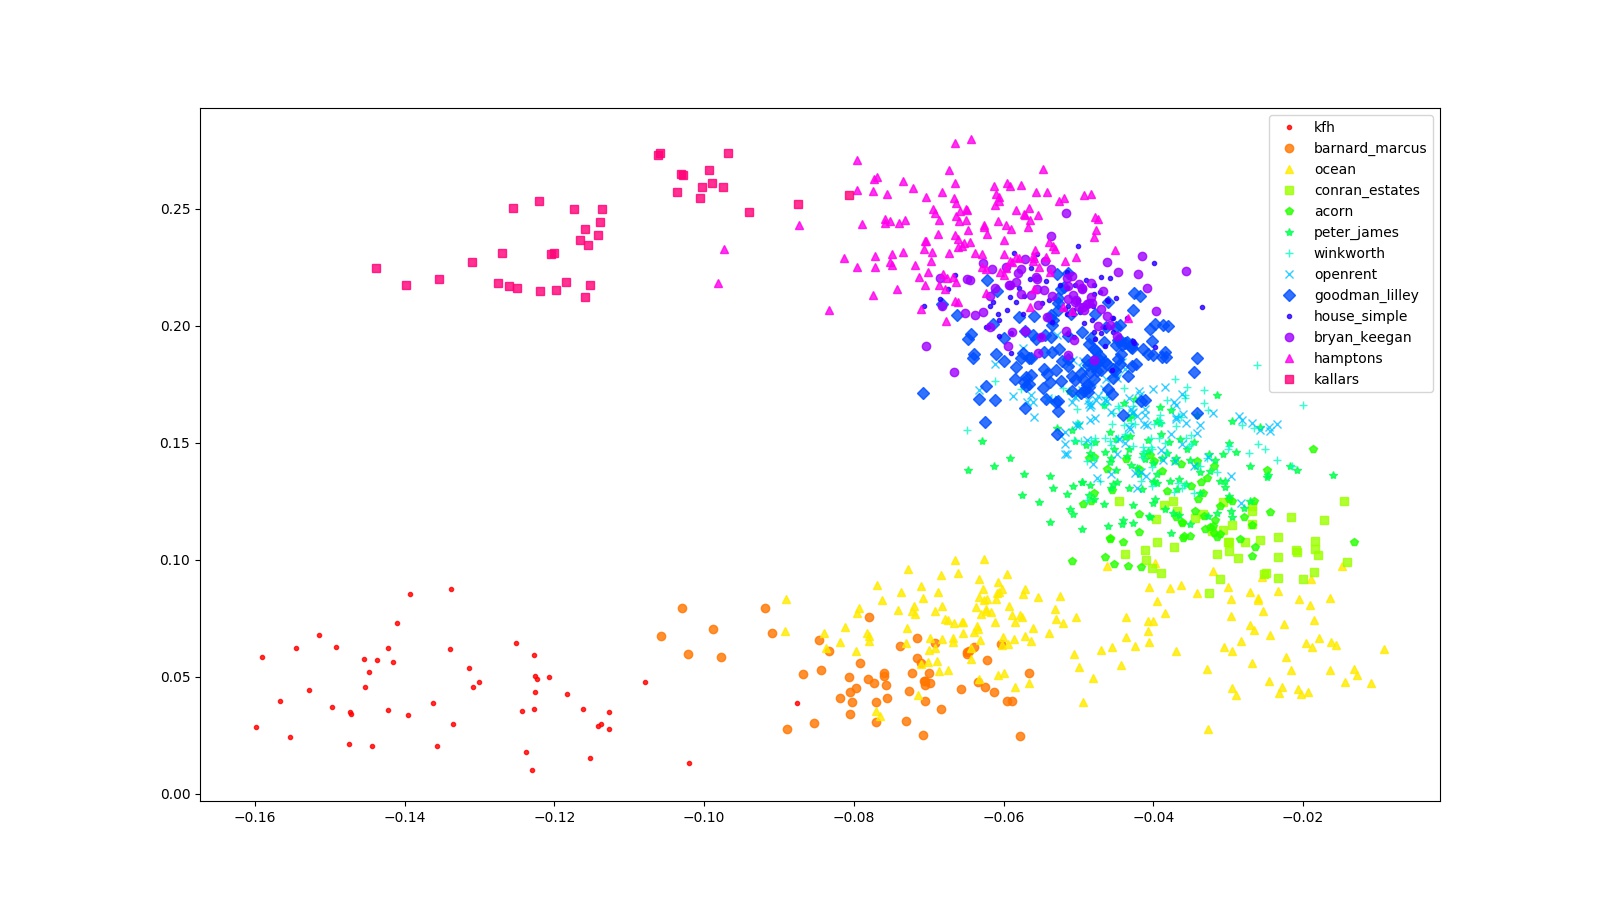 kfh
barnard_marcus
ocean
conran_estates
acorn
peter_james
winkworth
openrent
goodman_lilley
house_simple
bryan_keegan
hamptons
kallars
0.25
0.20
0.15
0.10
0.05
0.00
−0.16 −0.14 −0.12 −0.10 −0.08 −0.06 −0.04 −0.02